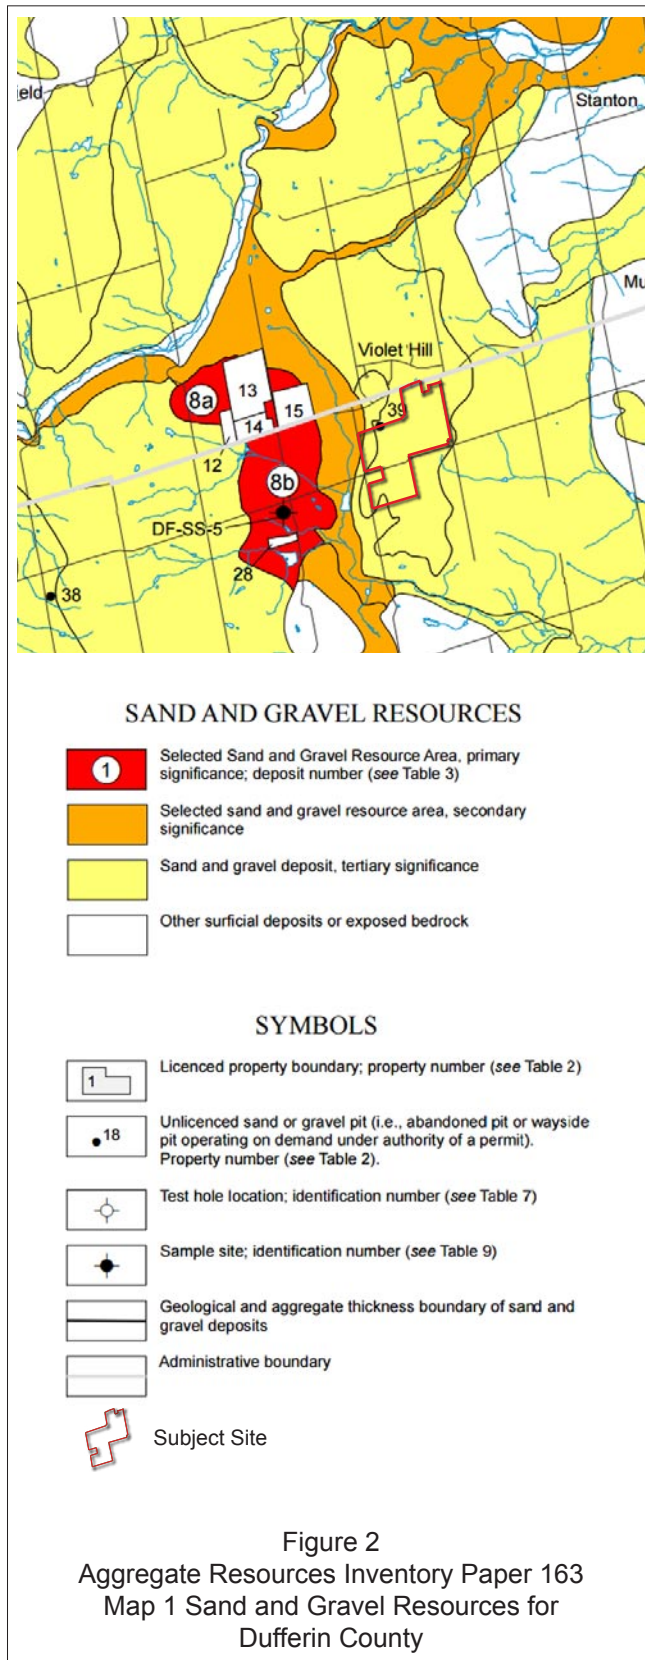 eld
Stanton
Mu
Violet Hill
13
8a
15
39
14
12
8b
DF-SS-5
28
38
SAND AND GRAVEL RESOURCES
1
Selected Sand and Gravel Resource Area, primary
significance; deposit number (see Table 3)
Selected sand and gravel resource area, secondary
significance
Sand and gravel deposit, tertiary significance
Other surficial deposits or exposed bedrock
SYMBOLS
1
Licenced property boundary; property number (see Table 2)
18
Unlicenced sand or gravel pit (i.e., abandoned pit or wayside
pit operating on demand under authority of a permit).
Property number (see Table 2).
Test hole location; identification number (see Table 7)
Sample site; identification number (see Table 9)
Geological and aggregate thickness boundary of sand and
gravel deposits
Administrative boundary
Subject Site
Figure 2
Aggregate Resources Inventory Paper 163
Map 1 Sand and Gravel Resources for
Dufferin County